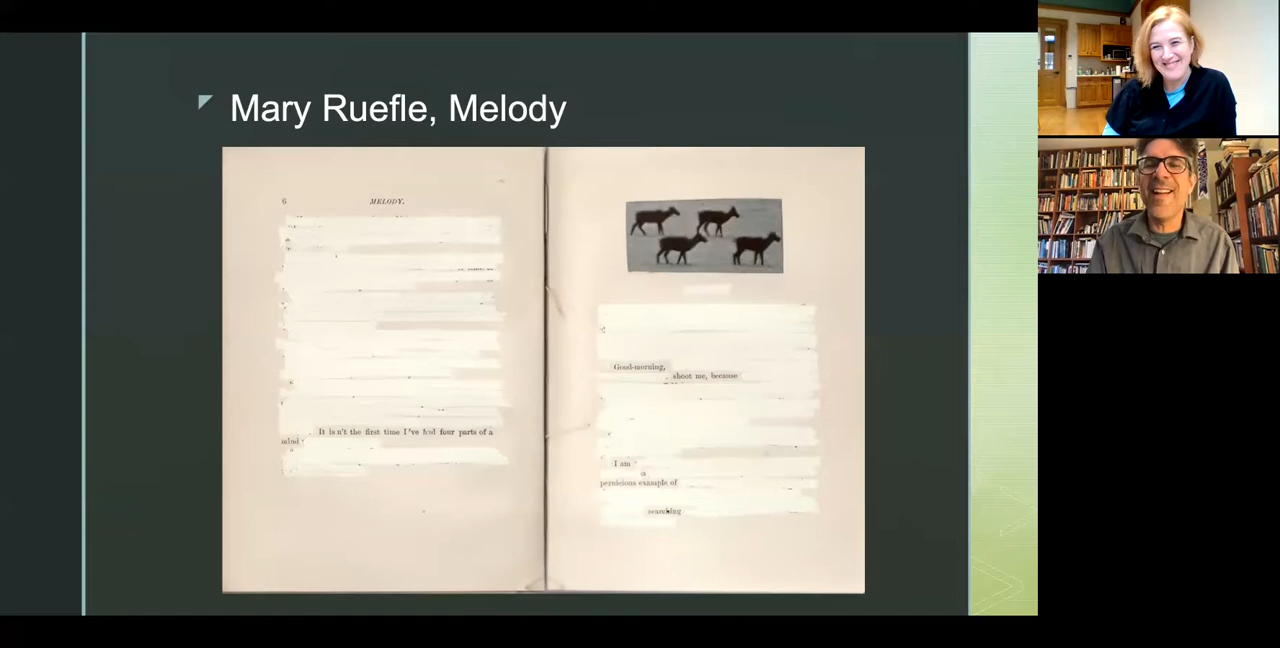 Mary Ruefle, Melody
6 MELODY.
It is n't the first time I've had four parts of a
mind
Good-morning,
shoot me, because
I am
a
pernicious example of
searching